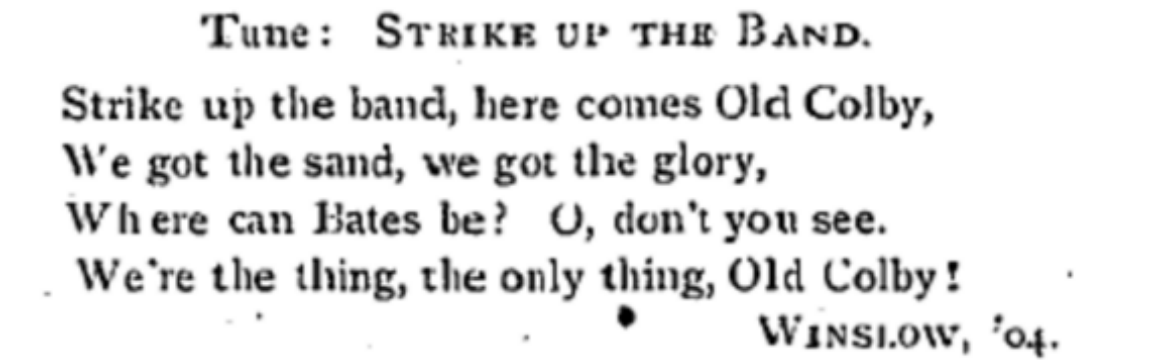 Tune: STRIKE UP THE BAND.
Strike up the band, here comes Old Colby,
We got the sand, we got the glory,
Where can Bates be? O, don't you see.
We're the thing, the only thing, Old Colby!
WINSLOW, '04.